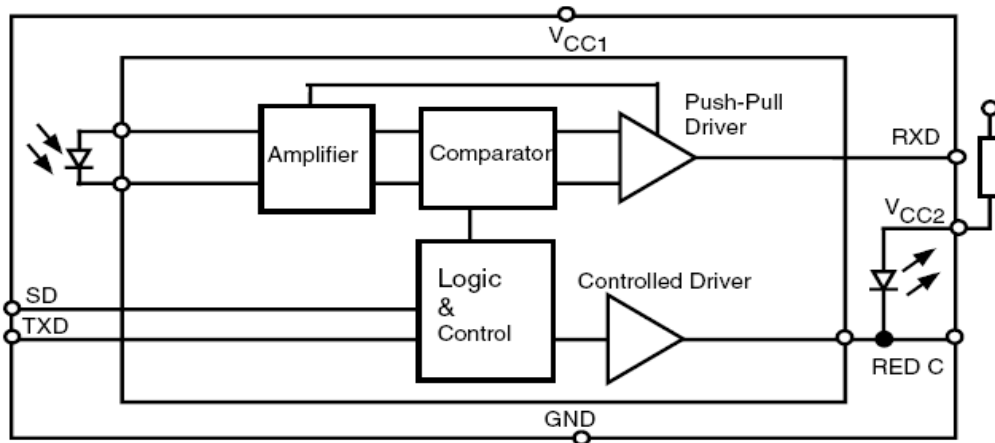 VCC1
Push-Pull
Driver
Amplifier
Comparator
RXD
VCC2
Logic
&
Control
Controlled Driver
SD
TXD
RED C
GND